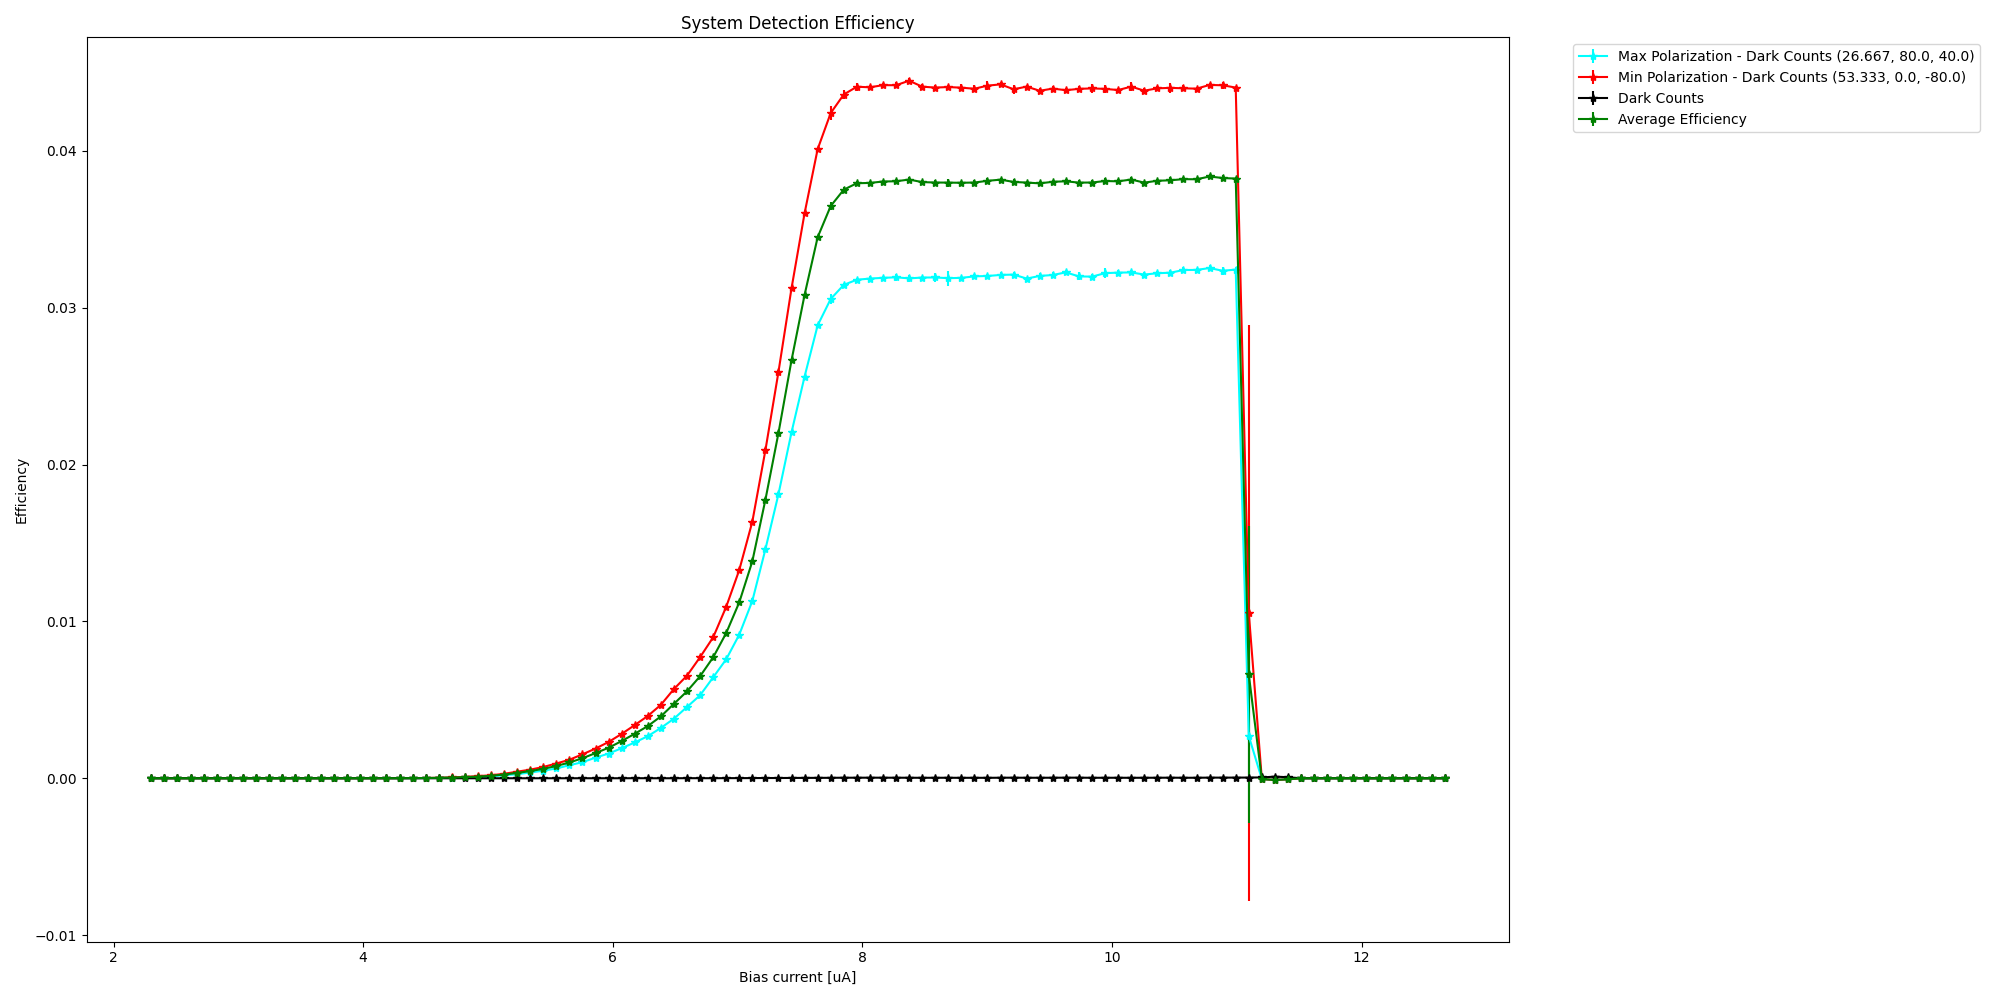 System Detection Efficiency
Max Polarization - Dark Counts (26.667, 80.0, 40.0)
Min Polarization - Dark Counts (53.333, 0.0, -80.0)
Dark Counts
Average Efficiency
Efficiency
0.04
0.03
0.02
0.01
0.00
−0.01
2 4 6 8 10 12
Bias current [uA]